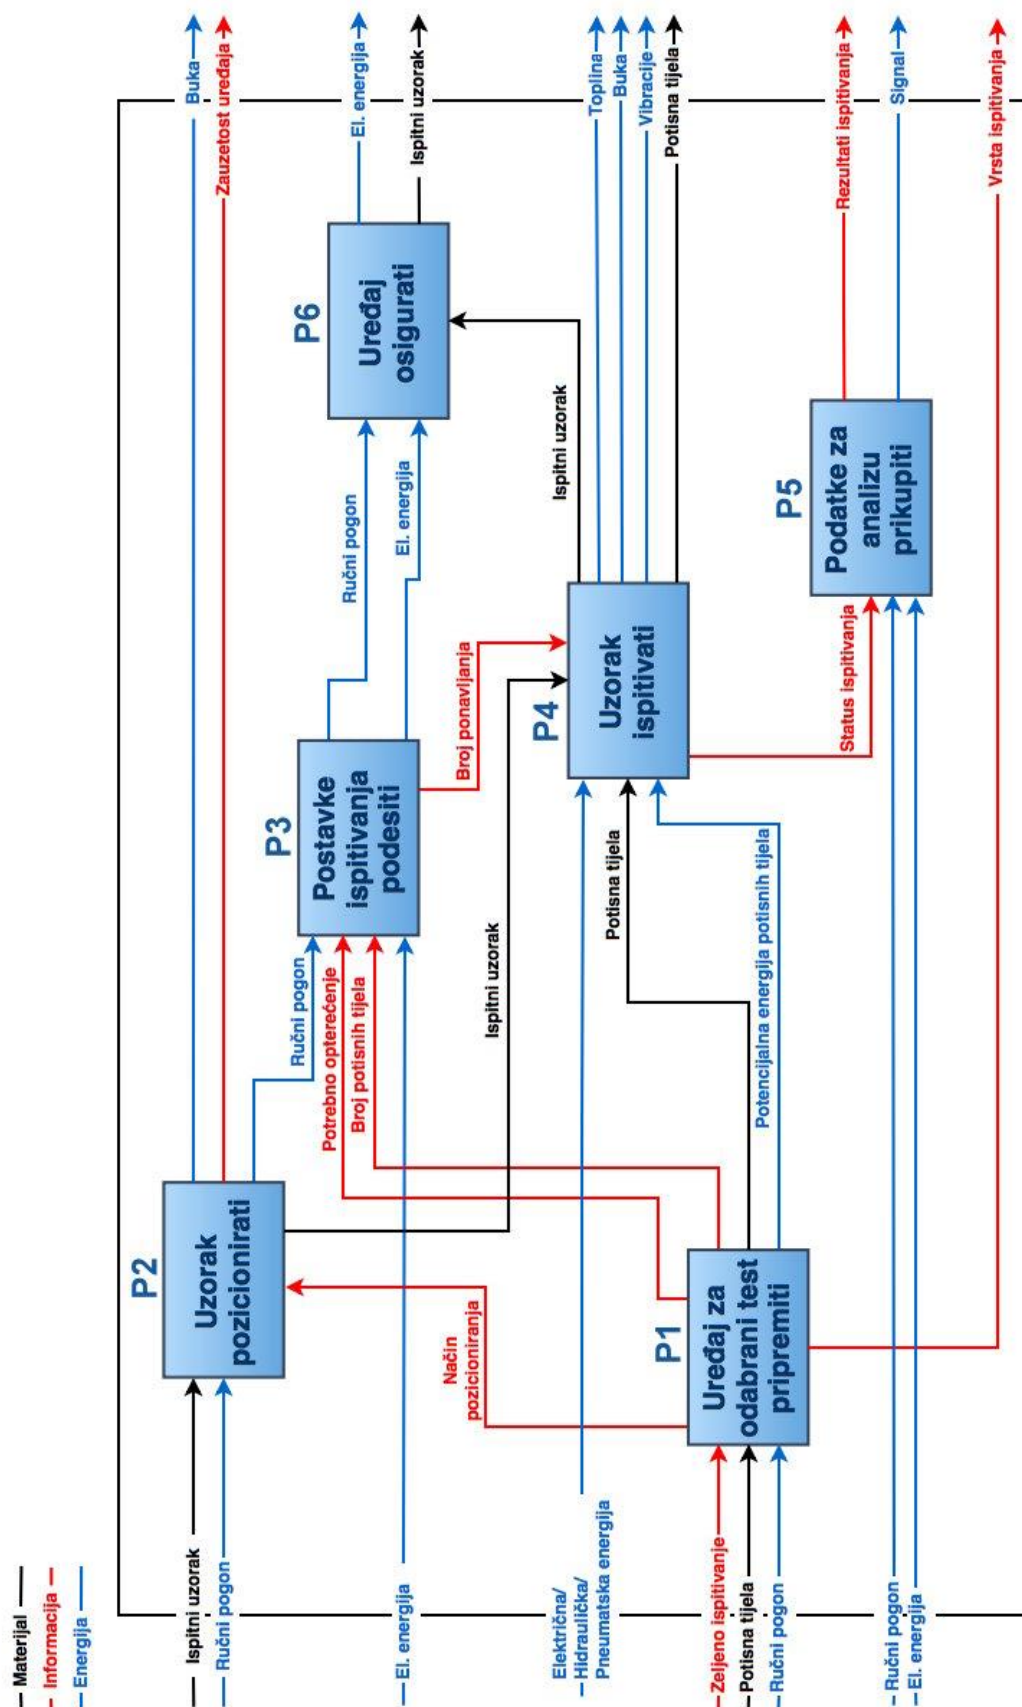 Materijal
Informacija
Energija
Buka
Zauzetost uređaja
P2
Uzorak
pozicionirati
Ispitni uzorak
Ručni pogon
El. energija
Ispitni uzorak
P6
Uređaj
osigurati
Ručni pogon
El. energija
P3
Postavke
ispitivanja
podesiti
Ručni pogon
Potrebno opterećenje
Broj potisnih tijela
El. energija
Broj ponavljanja
Ispitni uzorak
Ispitni uzorak
Način
pozicioniranja
Toplina
Buka
Vibracije
Potisna tijela
P4
Uzorak
ispitivati
Električna/
Hidraulička/
Pneumatska energija
Potisna tijela
Potencijalna energija potisnih tijela
P1
Uređaj za
odabrani test
pripremiti
Zeljeno ispitivanje
Potisna tijela
Ručni pogon
Status ispitivanja
P5
Podatke za
analizu
prikupiti
Rezultati ispitivanja
Signal
Ručni pogon
El. energija
Vrsta ispitivanja